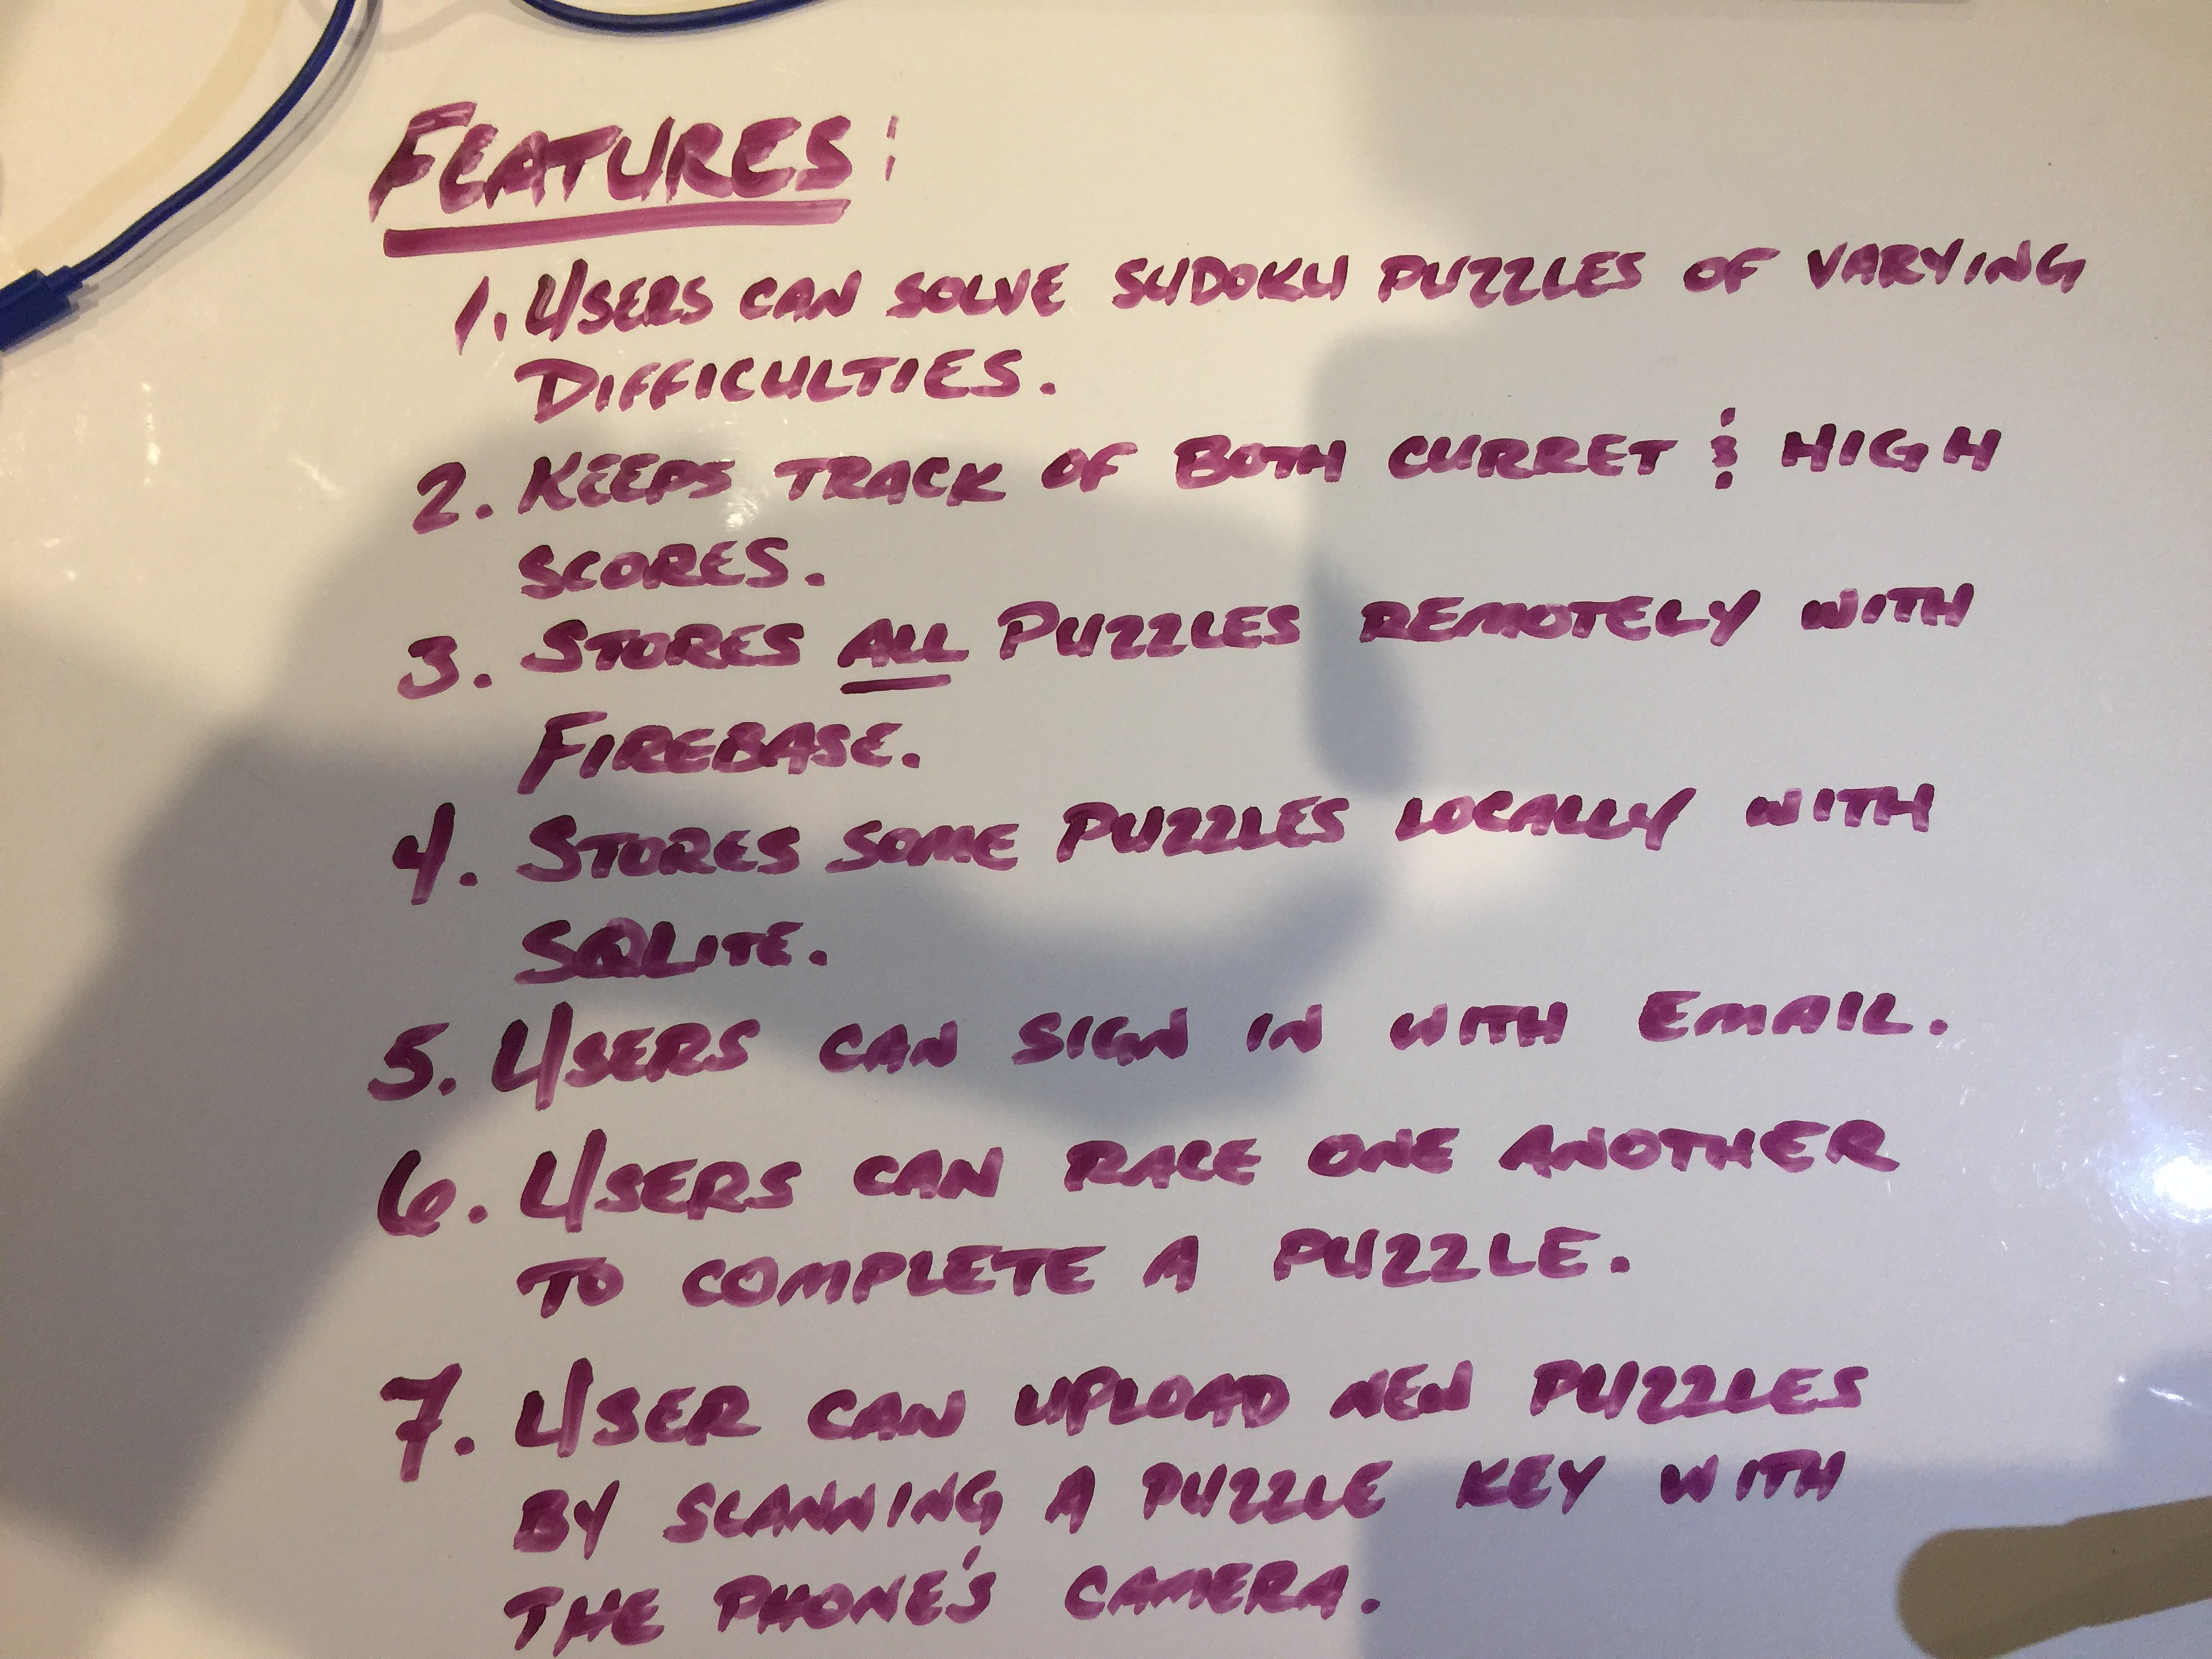 FEATURES:
1. USERS CAN SOLVE SUDOKU PUZZLES OF VARYING
DIFFICULTIES.
2. KEEPS TRACK OF BOTH CURRET & HIGH
SCORES.
3. STORES ALL PUZZLES REMOTELY WITH
FIREBASE.
4. STORES SOME PUZZLES LOCALLY WITH
SQLITE.
5. USERS CAN SIGN IN WITH EMAIL.
6. USERS CAN RACE ONE ANOTHER
TO COMPLETE A PUZZLE.
7. USER CAN UPLOAD NEW PUZZLES
BY SCANNING A PUZZLE KEY WITH
THE PHONE'S CAMERA.